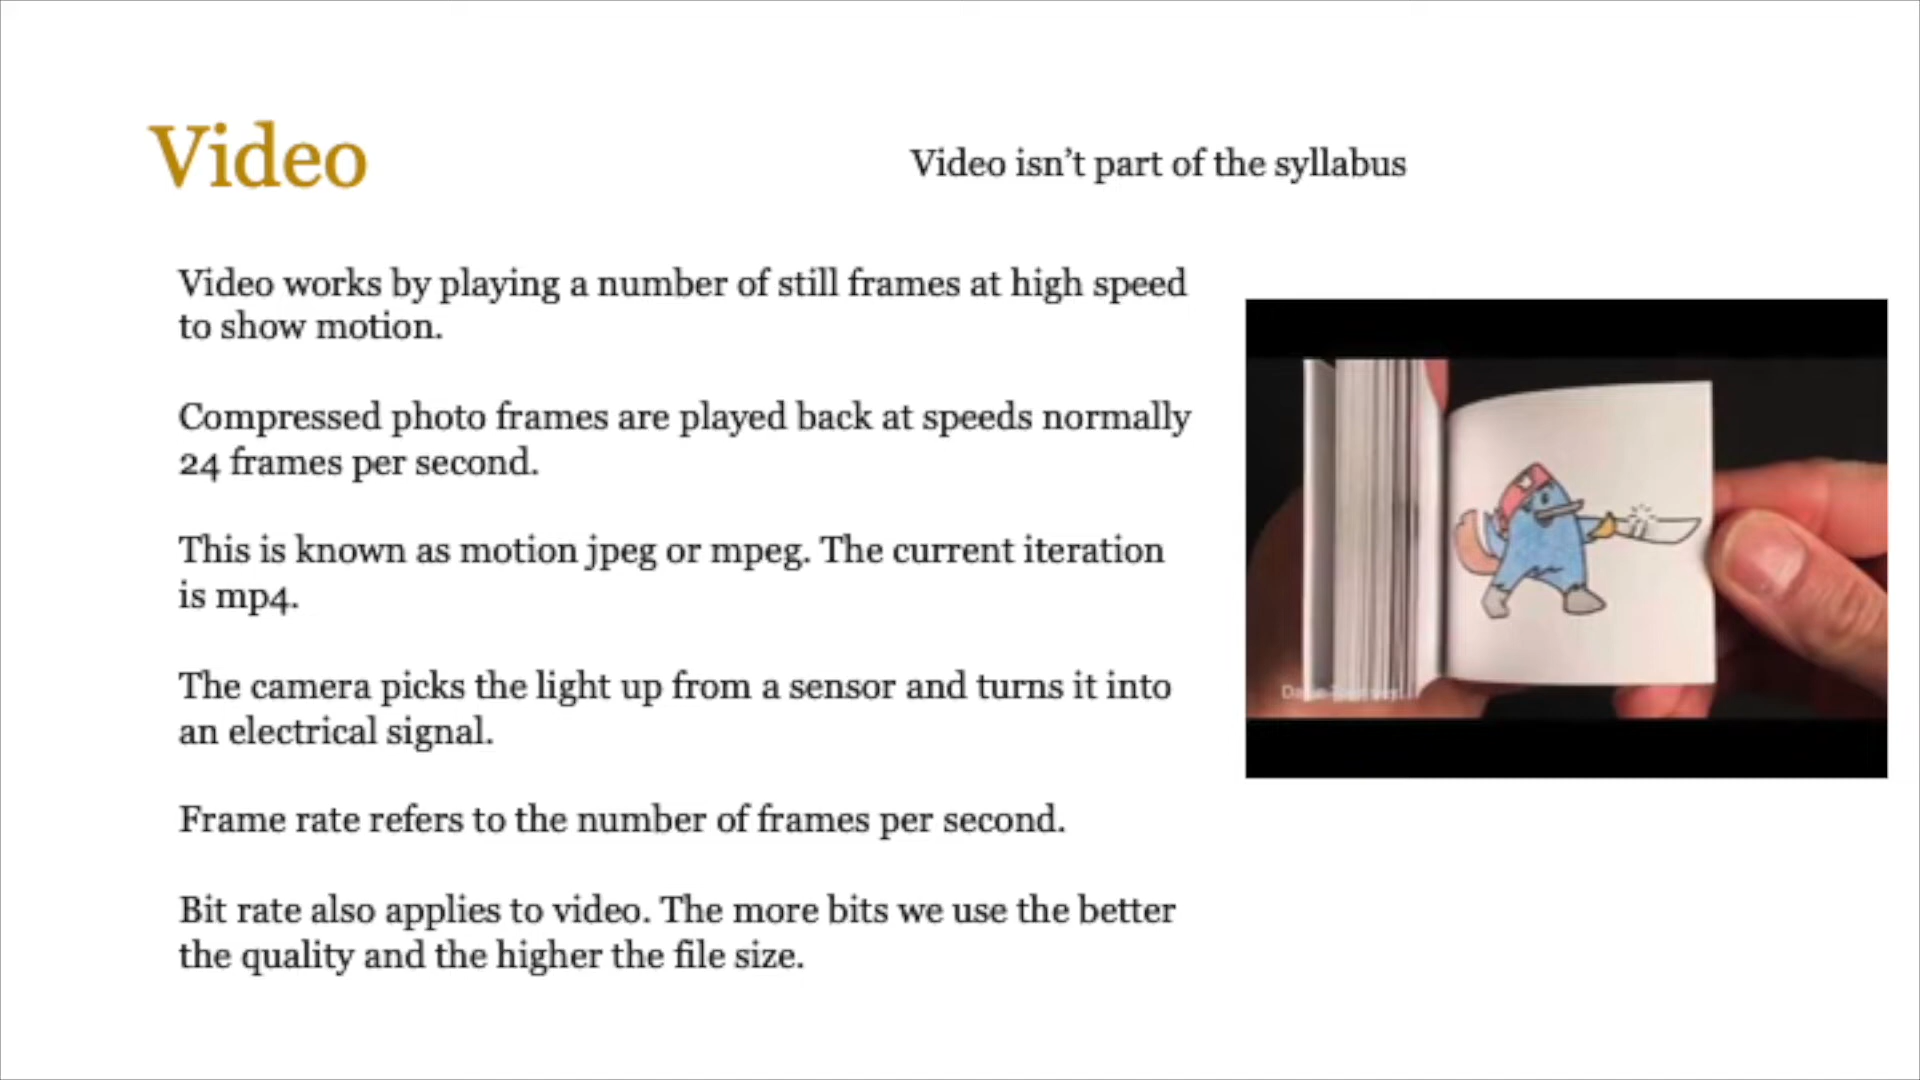 Video
Video isn’t part of the syllabus
Video works by playing a number of still frames at high speed
to show motion.
Compressed photo frames are played back at speeds normally
24 frames per second.
This is known as motion jpeg or mpeg. The current iteration
is mp4.
The camera picks the light up from a sensor and turns it into
an electrical signal.
Frame rate refers to the number of frames per second.
Bit rate also applies to video. The more bits we use the better
the quality and the higher the file size.